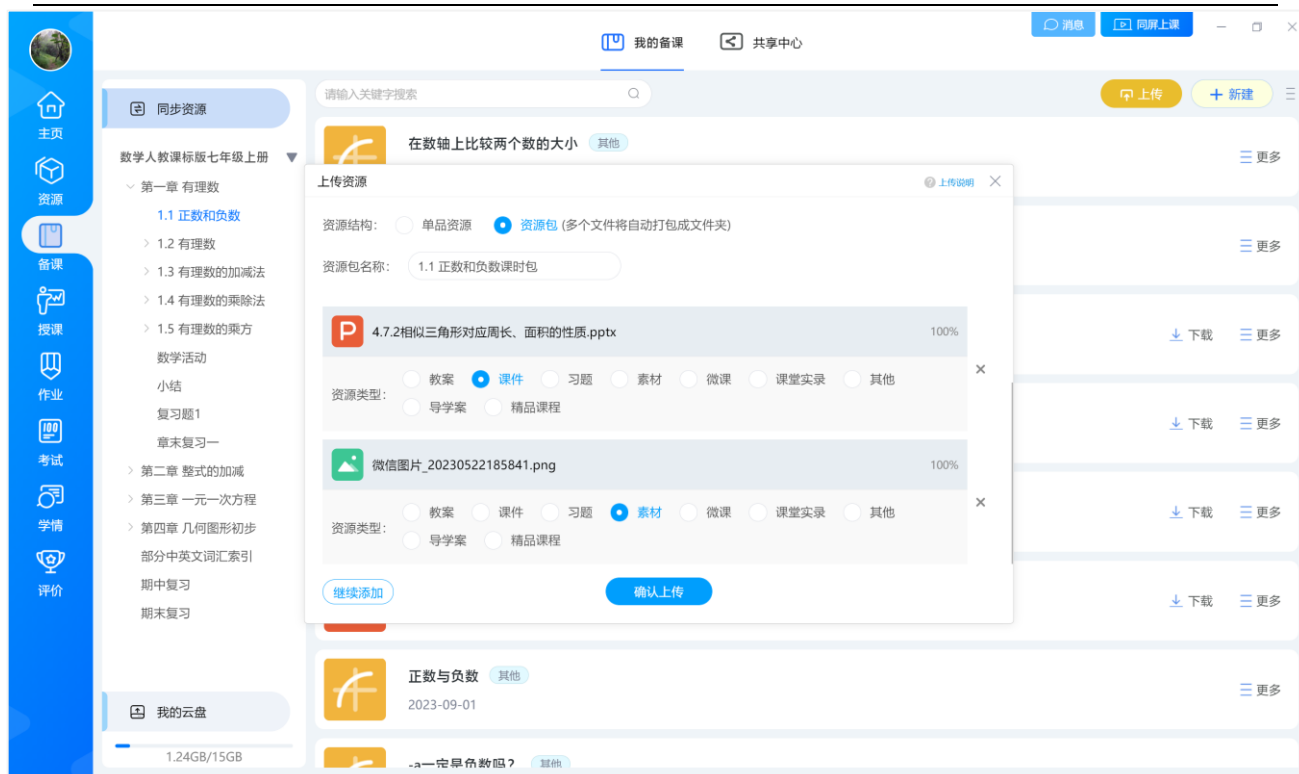 消息
同屏上课
我的备课
共享中心
主页
资源
备课
授课
作业
100
考试
学情
评价
同步资源
数学人教课标版七年级上册
第一章 有理数
1.1 正数和负数
1.2 有理数
1.3 有理数的加减法
1.4 有理数的乘除法
1.5 有理数的乘方
数学活动
小结
复习题1
章末复习一
第二章 整式的加减
第三章 一元一次方程
第四章 几何图形初步
部分中英文词汇索引
期中复习
期末复习
我的云盘
1.24GB/15GB
请输入关键字搜索
上传
新建
在数轴上比较两个数的大小 其他
更多
更多
下载 更多
下载 更多
下载 更多
下载 更多
上传资源
上传说明
资源结构: 单品资源 资源包 (多个文件将自动打包成文件夹)
资源包名称: 1.1 正数和负数课时包
P 4.7.2相似三角形对应周长、面积的性质.pptx 100%
资源类型: 教案 课件 习题 素材 微课 课堂实录 其他
导学案 精品课程
微信图片_20230522185841.png 100%
资源类型: 教案 课件 习题 素材 微课 课堂实录 其他
导学案 精品课程
继续添加
确认上传
正数与负数 其他
2023-09-01
更多
-a一定是负数吗? 其他